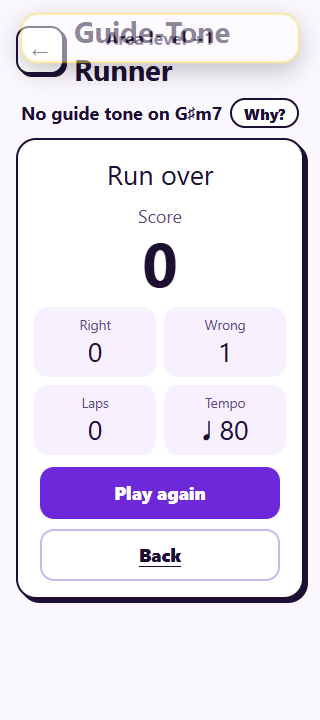 ←
Guide-Tone
Runner
No guide tone on G♯m7
Why?
Run over
Score
0
Right
0
Wrong
1
Laps
0
Tempo
♩ 80
Play again
Back